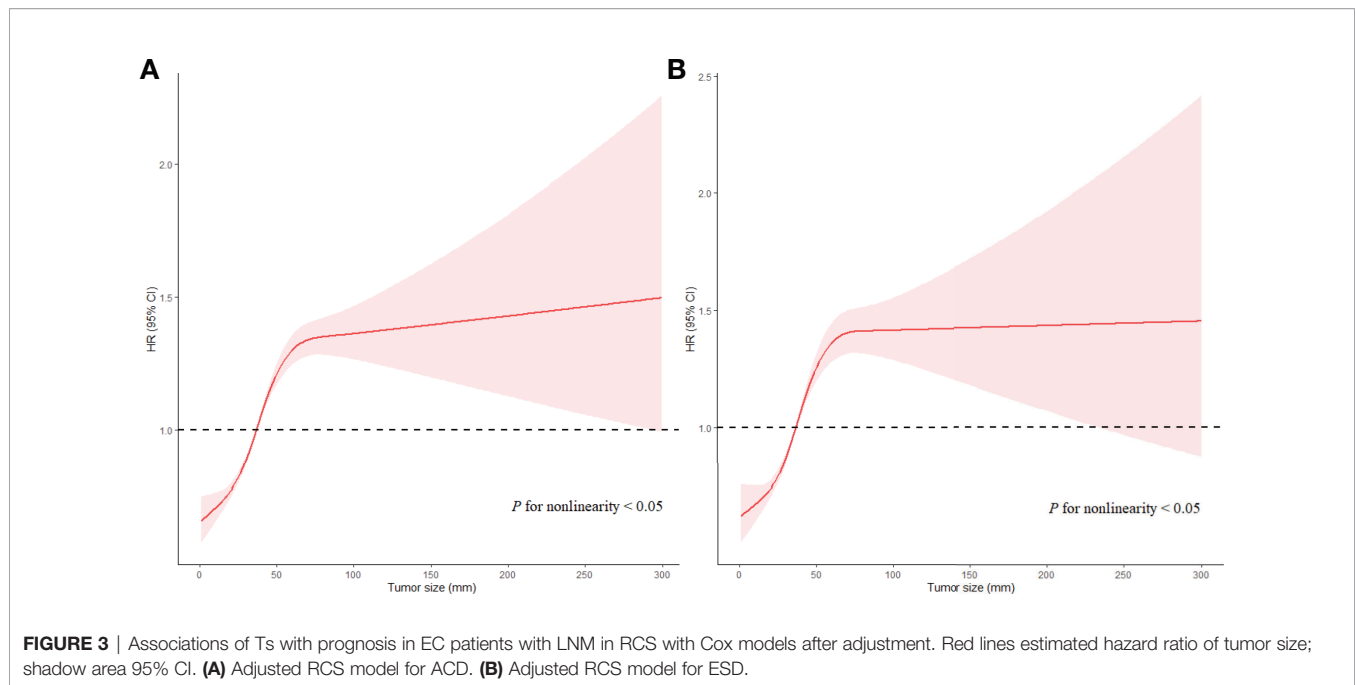 A
2.0
1.5
1.0
HR (95% CI)
P for nonlinearity < 0.05
0 50 100 150 200 250 300
Tumor size (mm)
B
2.5
2.0
1.5
1.0
HR (95% CI)
P for nonlinearity < 0.05
0 50 100 150 200 250 300
Tumor size (mm)
FIGURE 3 | Associations of Ts with prognosis in EC patients with LNM in RCS with Cox models after adjustment. Red lines estimated hazard ratio of tumor size;
shadow area 95% CI. (A) Adjusted RCS model for ACD. (B) Adjusted RCS model for ESD.